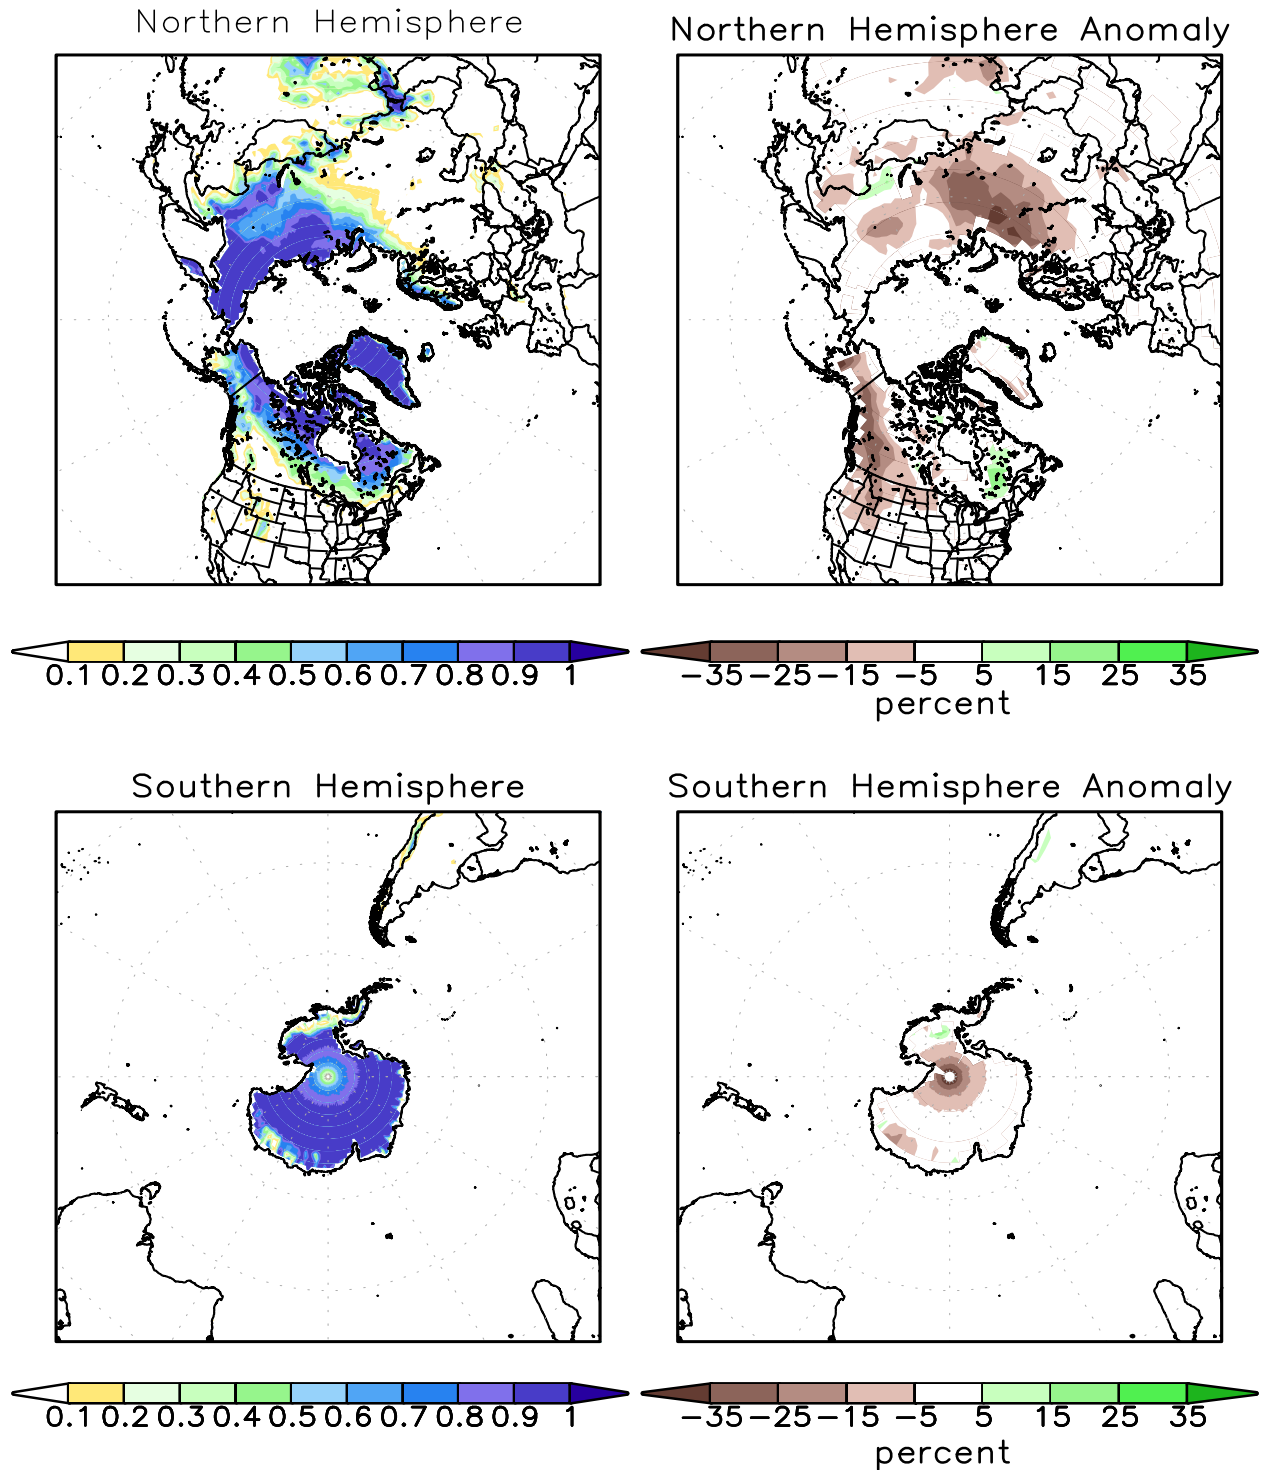 Northern Hemisphere
Northern Hemisphere Anomaly
0.1 0.2 0.3 0.4 0.5 0.6 0.7 0.8 0.9 1
-35 -25 -15 -5 5 15 25 35
percent
Southern Hemisphere
Southern Hemisphere Anomaly
0.1 0.2 0.3 0.4 0.5 0.6 0.7 0.8 0.9 1
-35 -25 -15 -5 5 15 25 35
percent